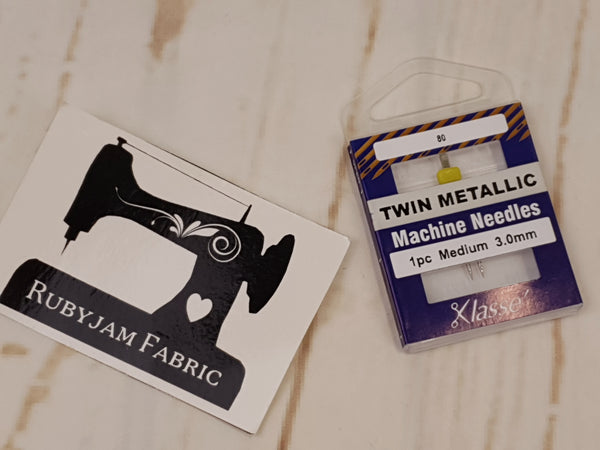 RUBYJAM FABRIC
80
TWIN METALLIC
Machine Needles
1pc Medium 3.0mm
Klasse